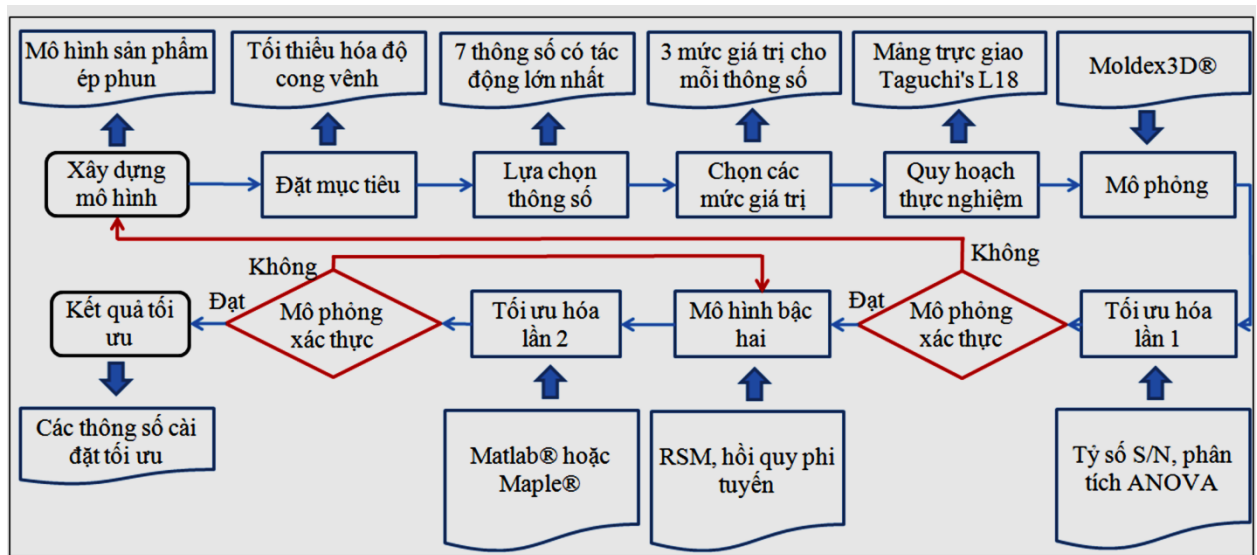 Mô hình sản phẩm
ép phun
Tối thiểu hóa độ
cong vênh
7 thông số có tác
động lớn nhất
3 mức giá trị cho
mỗi thông số
Mảng trực giao
Taguchi's L18
Moldex3D®
Xây dựng
mô hình
Đặt mục tiêu
Lựa chọn
thông số
Chọn các
mức giá trị
Quy hoạch
thực nghiệm
Mô phỏng
Không
Không
Kết quả tối
ưu
Đạt
Mô phỏng
xác thực
Tối ưu hóa
lần 2
Mô hình bậc
hai
Đạt
Mô phỏng
xác thực
Tối ưu hóa
lần 1
Các thông số cài
đặt tối ưu
Matlab® hoặc
Maple®
RSM, hồi quy phi
tuyến
Tỷ số S/N, phân
tích ANOVA